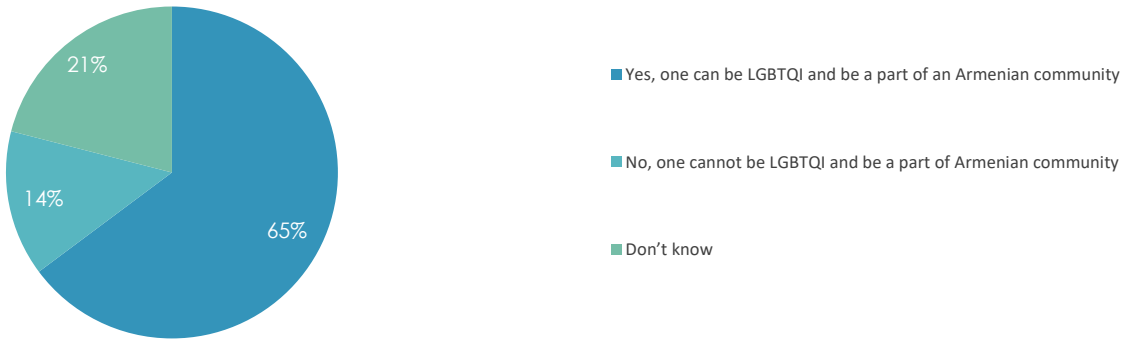 21%
14%
65%
Yes, one can be LGBTQI and be a part of an Armenian community
No, one cannot be LGBTQI and be a part of Armenian community
Don’t know